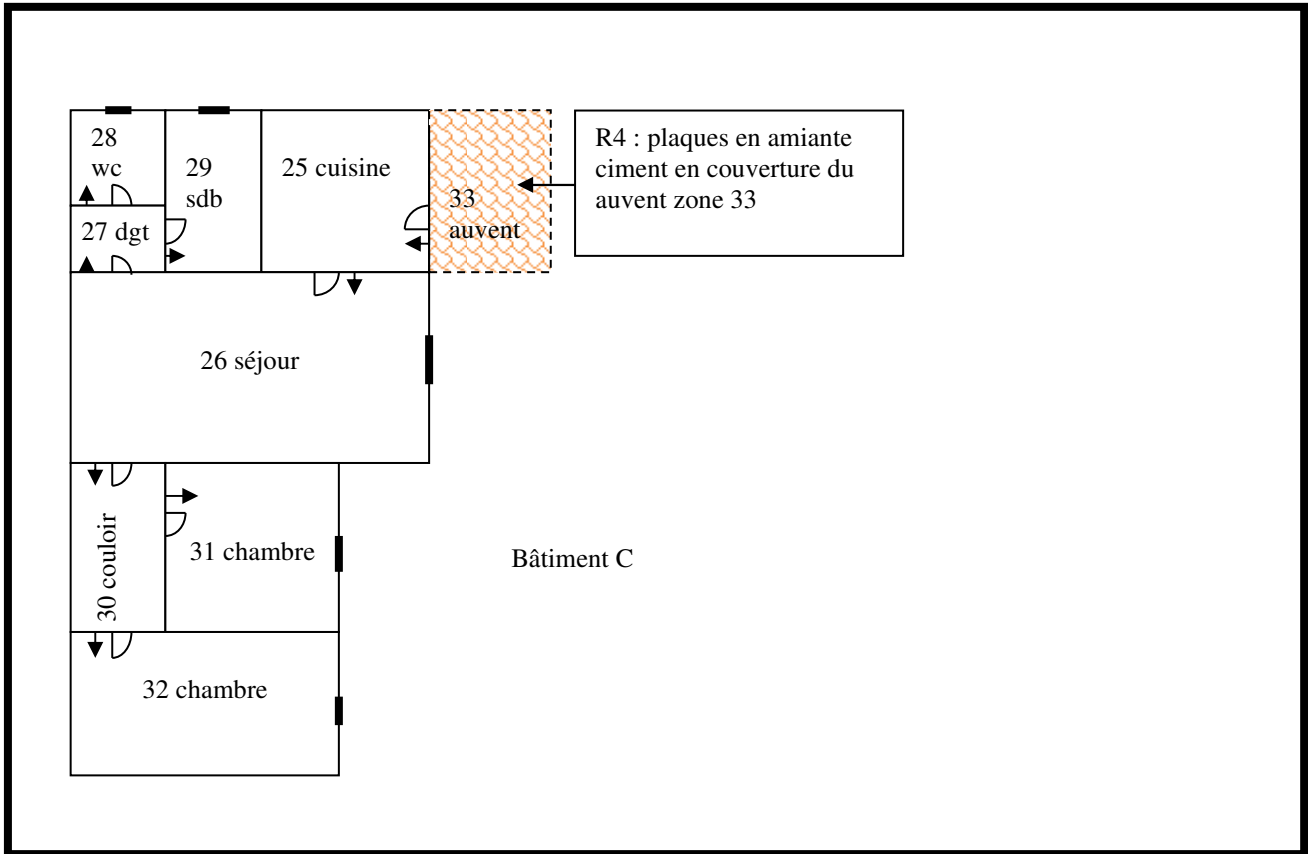 28
wc
29
sdb
25 cuisine
33
auvent
R4 : plaques en amiante
ciment en couverture du
auvent zone 33
27 dgt
26 séjour
30 couloir
31 chambre
Bâtiment C
32 chambre